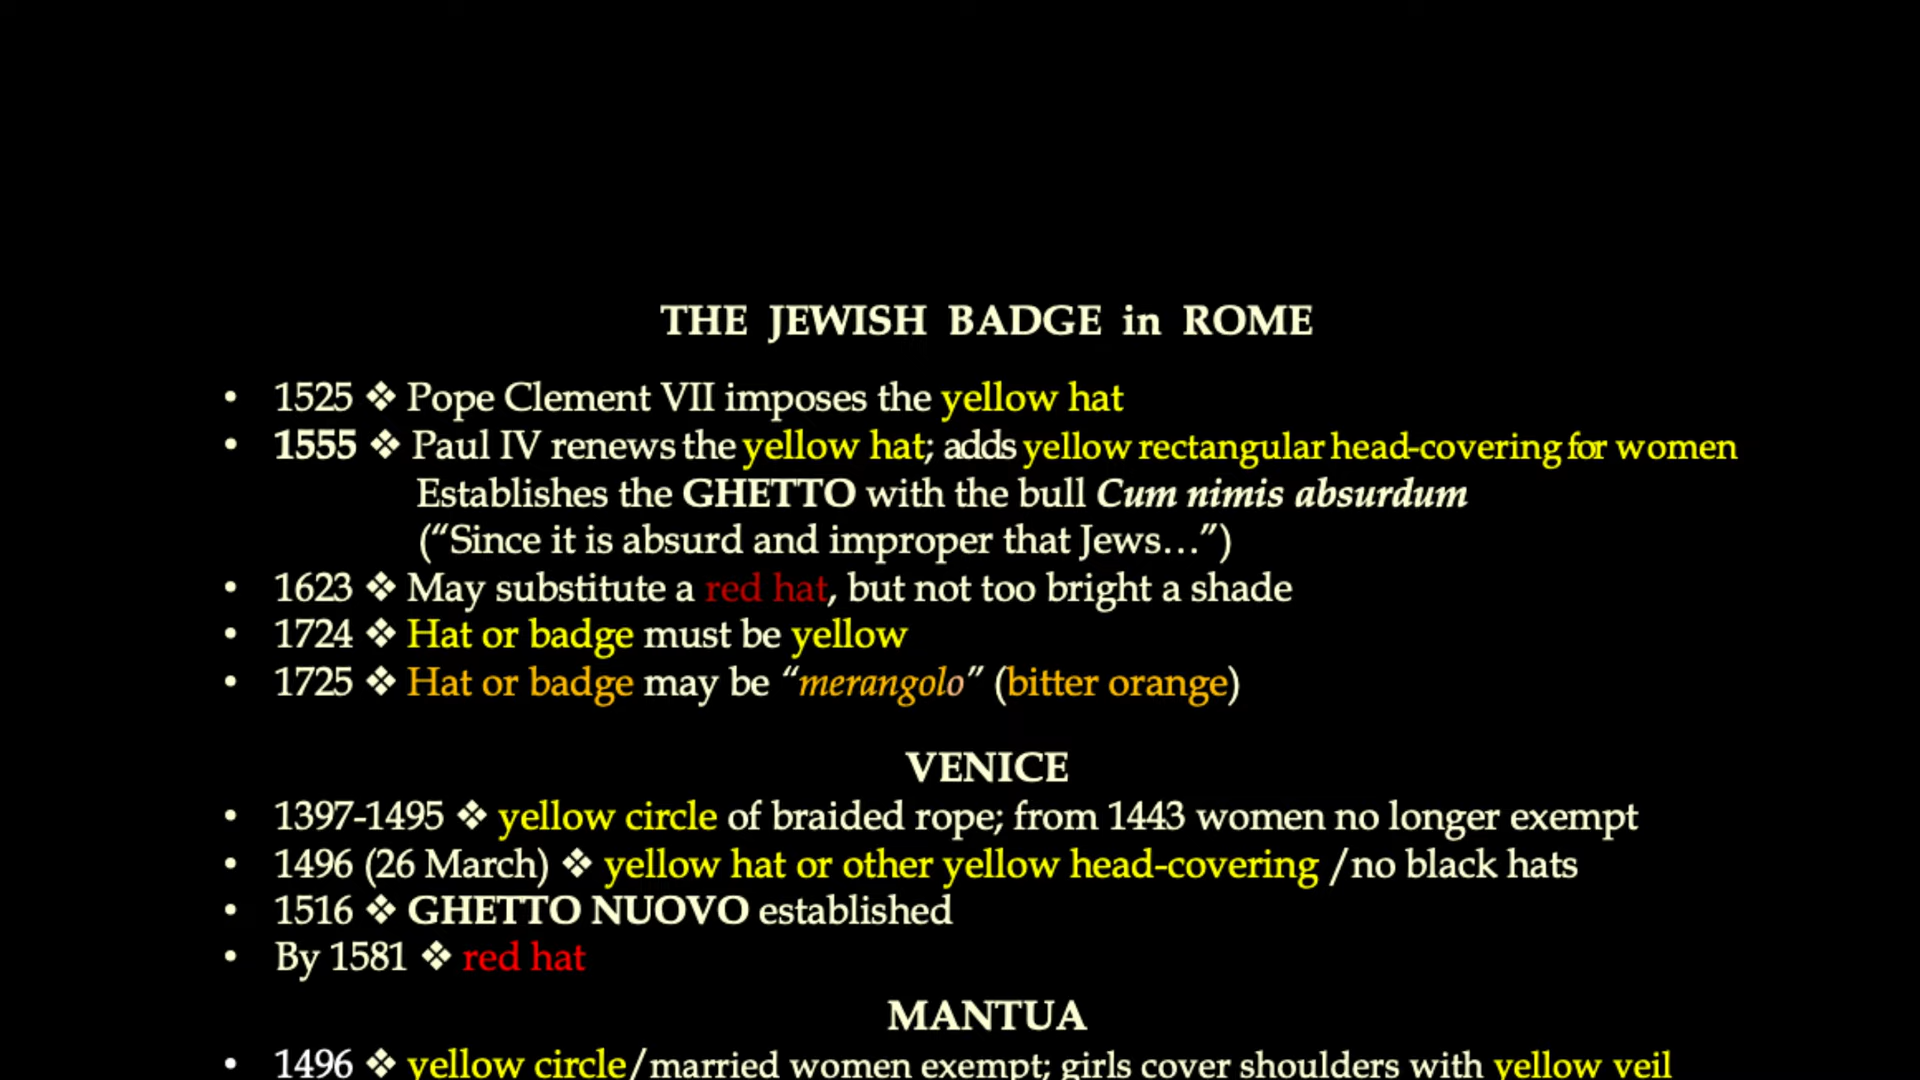 THE JEWISH BADGE in ROME
• 1525 ❖ Pope Clement VII imposes the yellow hat
• 1555 ❖ Paul IV renews the yellow hat; adds yellow rectangular head-covering for women
Establishes the GHETTO with the bull Cum nimis absurdum
(“Since it is absurd and improper that Jews…”)
• 1623 ❖ May substitute a red hat, but not too bright a shade
• 1724 ❖ Hat or badge must be yellow
• 1725 ❖ Hat or badge may be “merangolo” (bitter orange)
VENICE
• 1397-1495 ❖ yellow circle of braided rope; from 1443 women no longer exempt
• 1496 (26 March) ❖ yellow hat or other yellow head-covering /no black hats
• 1516 ❖ GHETTO NUOVO established
• By 1581 ❖ red hat
MANTUA
• 1496 ❖ yellow circle/married women exempt; girls cover shoulders with yellow veil